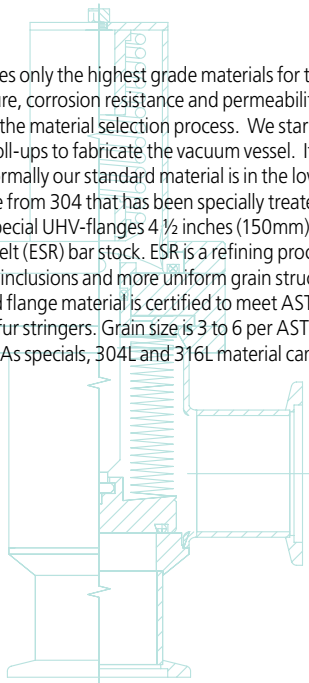 es only the highest grade materials for t
ure, corrosion resistance and permeabilit
the material selection process. We star
oll-ups to fabricate the vacuum vessel. I
ormally our standard material is in the lov
e from 304 that has been specially treate
pecial UHV-flanges 4 ½ inches (150mm)
elt (ESR) bar stock. ESR is a refining proc
inclusions and more uniform grain struc
d flange material is certified to meet AST
fur stringers. Grain size is 3 to 6 per AST
As specials, 304L and 316L material can